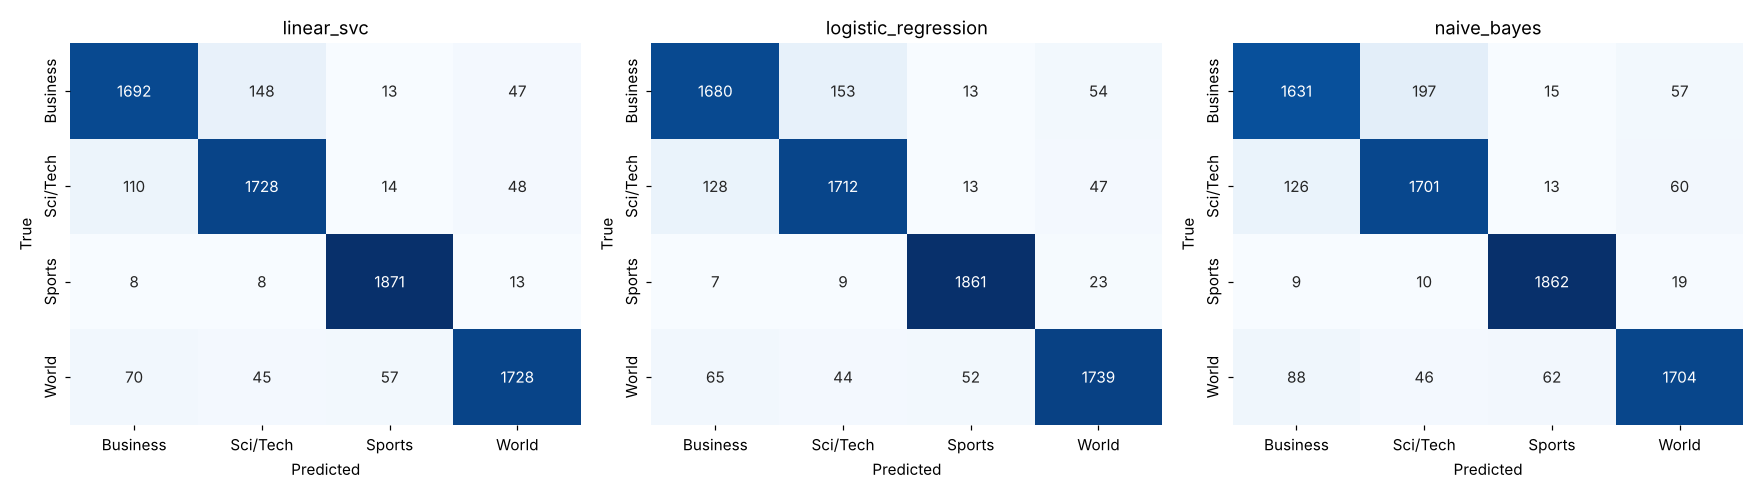 linear_svc
True
Business
1692 148 13 47
Sci/Tech
110 1728 14 48
Sports
8 8 1871 13
World
70 45 57 1728
Business Sci/Tech Sports World
Predicted
logistic_regression
True
Business
1680 153 13 54
Sci/Tech
128 1712 13 47
Sports
7 9 1861 23
World
65 44 52 1739
Business Sci/Tech Sports World
Predicted
naive_bayes
True
Business
1631 197 15 57
Sci/Tech
126 1701 13 60
Sports
9 10 1862 19
World
88 46 62 1704
Business Sci/Tech Sports World
Predicted